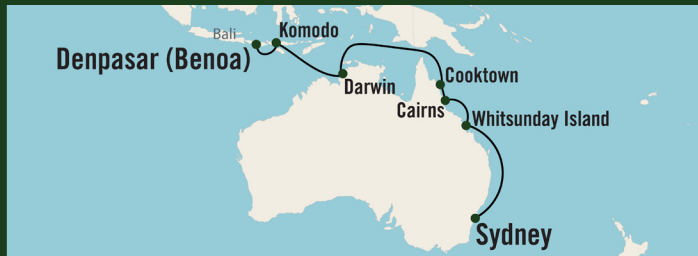 Bali
Komodo
Denpasar (Benoa)
Darwin
Cooktown
Cairns
Whitsunday Island
Sydney